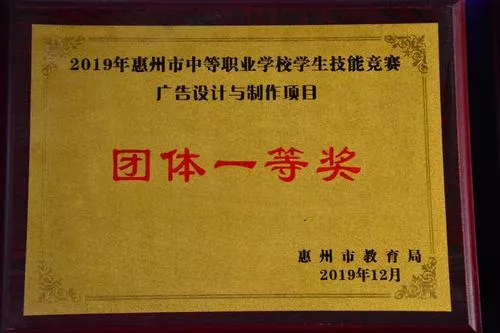 2019年惠州市中等职业学校学生技能竞赛
广告设计与制作项目
团体一等奖
惠州市教育局
2019年12月